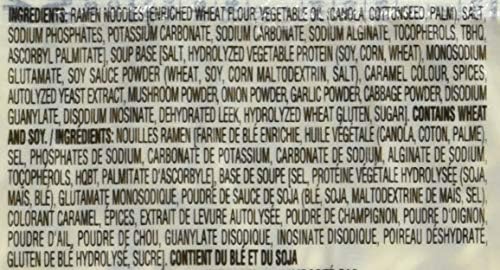 INGREDIENTS: RAMEN NOODLES (ENRICHED WHEAT FLOUR, VEGETABLE OIL (CANOLA, COTTONSEED, PALM), SALT,
SODIUM PHOSPHATES, POTASSIUM CARBONATE, SODIUM CARBONATE, SODIUM ALGINATE, TOCOPHEROLS, TBHQ,
ASCORBYL PALMITATE], SOUP BASE [SALT, HYDROLYZED VEGETABLE PROTEIN (SOY, CORN, WHEAT), MONOSODIUM
GLUTAMATE, SOY SAUCE POWDER (WHEAT, SOY, CORN MALTODEXTRIN, SALT), CARAMEL COLOUR, SPICES,
AUTOLYZED YEAST EXTRACT, MUSHROOM POWDER, ONION POWDER, GARLIC POWDER, CABBAGE POWDER, DISODIUM
GUANYLATE, DISODIUM INOSINATE, DEHYDRATED LEEK, HYDROLYZED WHEAT GLUTEN, SUGAR]. CONTAINS WHEAT
AND SOY. / INGREDIENTS: NOUILLES RAMEN (FARINE DE BLÉ ENRICHIE, HUILE VÉGÉTALE (CANOLA, COTON, PALME),
SEL, PHOSPHATES DE SODIUM, CARBONATE DE POTASSIUM, CARBONATE DE SODIUM, ALGINATE DE SODIUM,
TOCOPHÉROLS, HQBT, PALMITATE D'ASCORBYLE], BASE DE SOUPE [SEL, PROTÉINE VÉGÉTALE HYDROLYSÉE (SOJA,
MAÏS, BLÉ), GLUTAMATE MONOSODIQUE, POUDRE DE SAUCE DE SOJA (BLÉ, SOJA, MALTODEXTRINE DE MAÏS, SEL),
COLORANT CARAMEL, ÉPICES, EXTRAIT DE LEVURE AUTOLYSÉE, POUDRE DE CHAMPIGNON, POUDRE D'OIGNON,
POUDRE D'AIL, POUDRE DE CHOU, GUANYLATE DISODIQUE, INOSINATE DISODIQUE, POIREAU DÉSHYDRATÉ,
GLUTEN DE BLÉ HYDROLYSÉ, SUCRE]. CONTIENT DU BLÉ ET DU SOJA